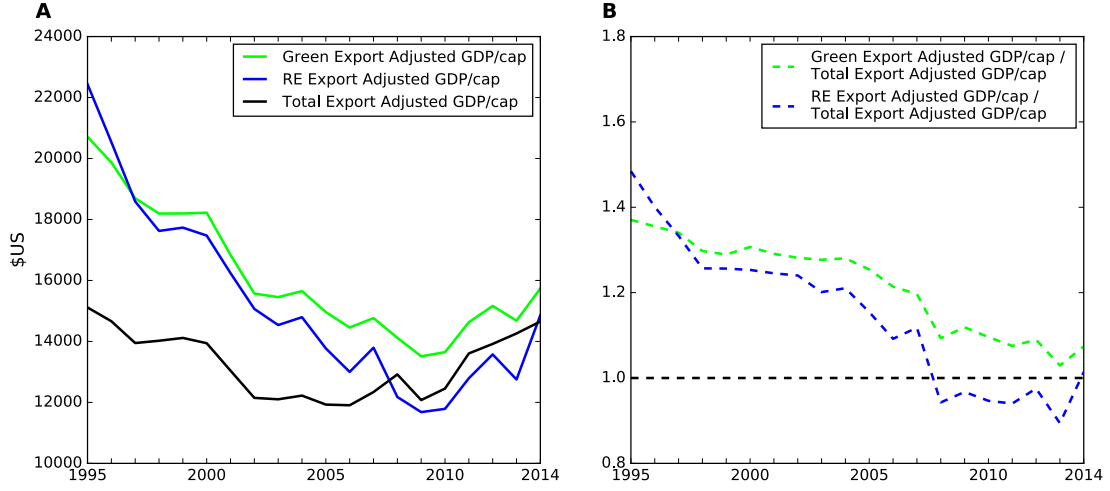 A
24000
22000
20000
18000
16000
14000
12000
10000
$US
1995
2000
2005
2010
2014
Green Export Adjusted GDP/cap
RE Export Adjusted GDP/cap
Total Export Adjusted GDP/cap
B
1.8
1.6
1.4
1.2
1.0
0.8
1995
2000
2005
2010
2014
Green Export Adjusted GDP/cap /
Total Export Adjusted GDP/cap
RE Export Adjusted GDP/cap /
Total Export Adjusted GDP/cap